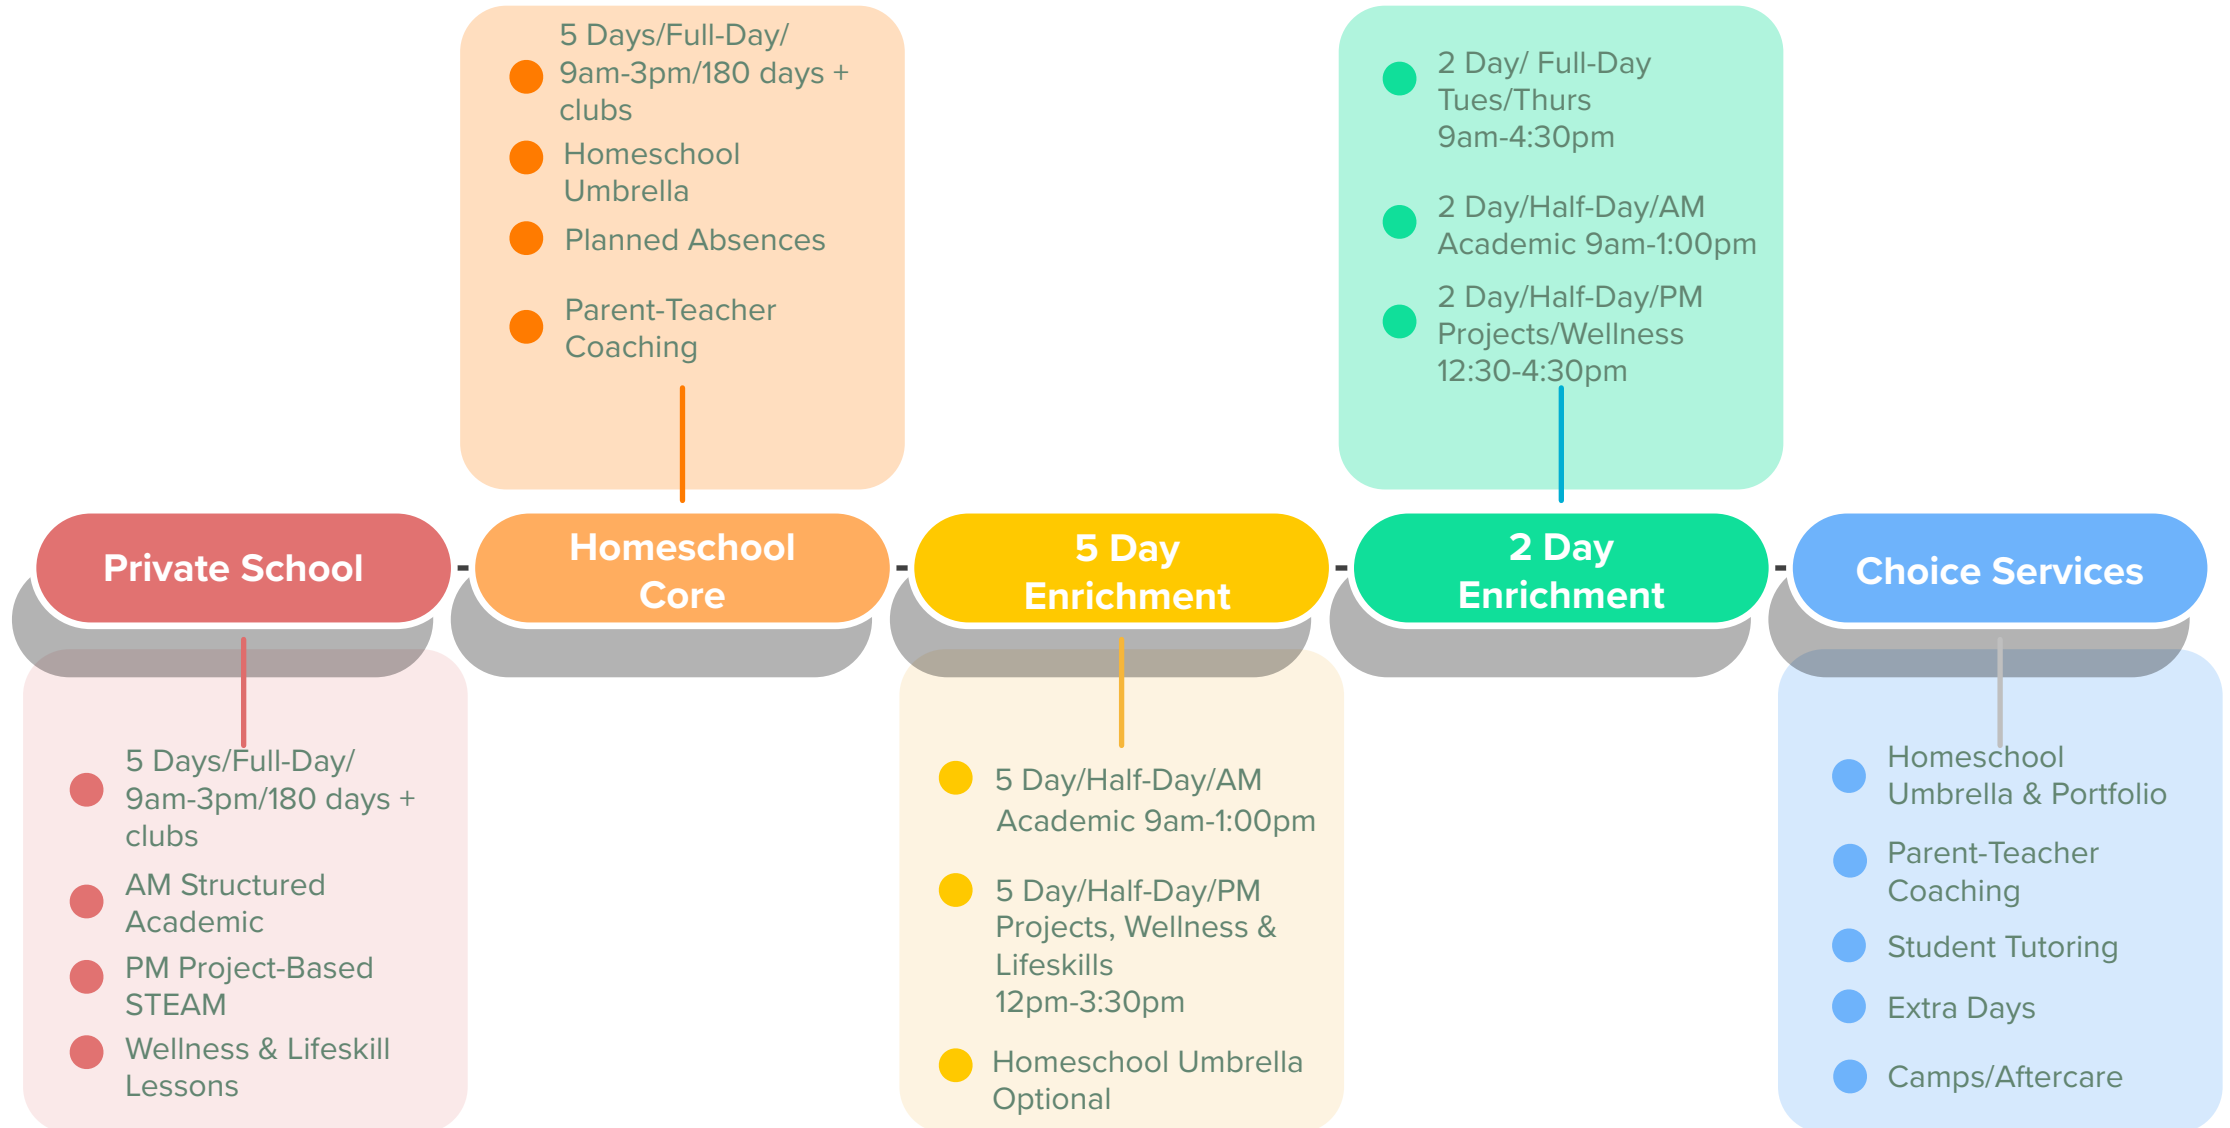 5 Days/Full-Day/
9am-3pm/180 days +
clubs
Homeschool
Umbrella
Planned Absences
Parent-Teacher
Coaching
2 Day/ Full-Day
Tues/Thurs
9am-4:30pm
2 Day/Half-Day/AM
Academic 9am-1:00pm
2 Day/Half-Day/PM
Projects/Wellness
12:30-4:30pm
Private School
Homeschool
Core
5 Day
Enrichment
2 Day
Enrichment
Choice Services
5 Days/Full-Day/
9am-3pm/180 days +
clubs
AM Structured
Academic
PM Project-Based
STEAM
Wellness & Lifeskill
Lessons
5 Day/Half-Day/AM
Academic 9am-1:00pm
5 Day/Half-Day/PM
Projects, Wellness &
Lifeskills
12pm-3:30pm
Homeschool Umbrella
Optional
Homeschool
Umbrella & Portfolio
Parent-Teacher
Coaching
Student Tutoring
Extra Days
Camps/Aftercare